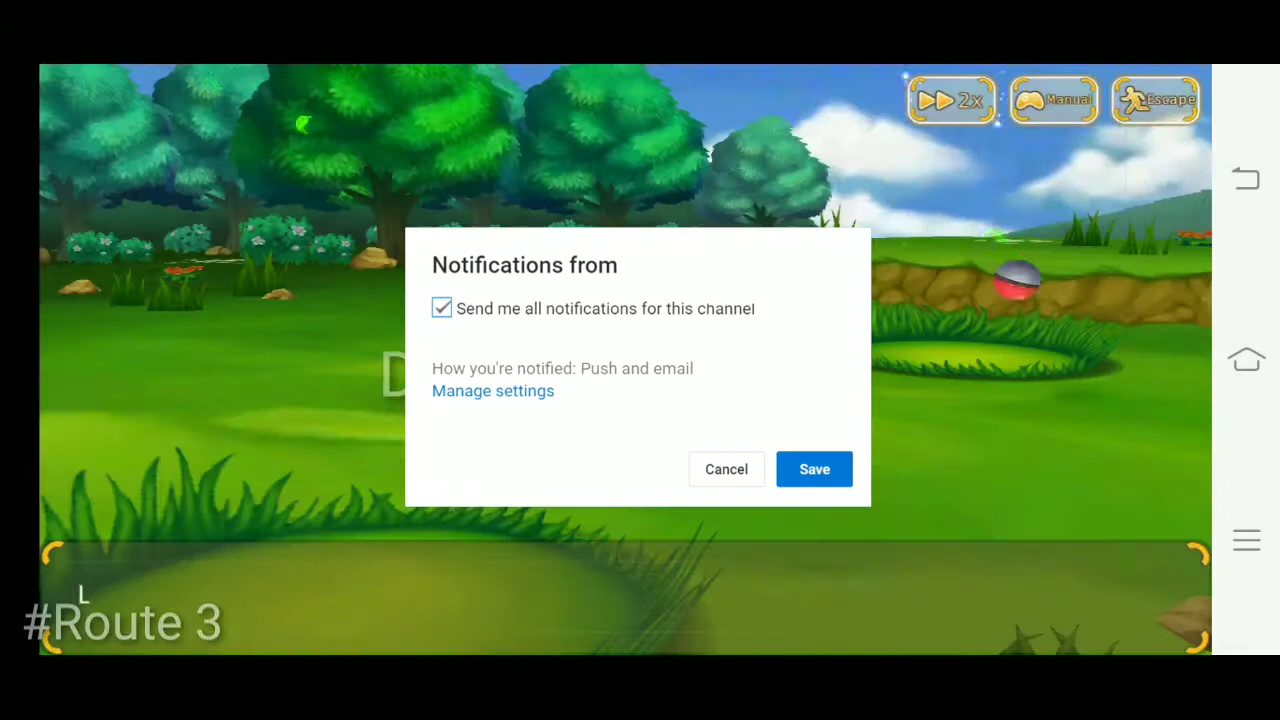 2x
Manual
Escape
Notifications from
Send me all notifications for this channel
D
How you're notified: Push and email
Manage settings
Cancel
Save
L
#Route 3